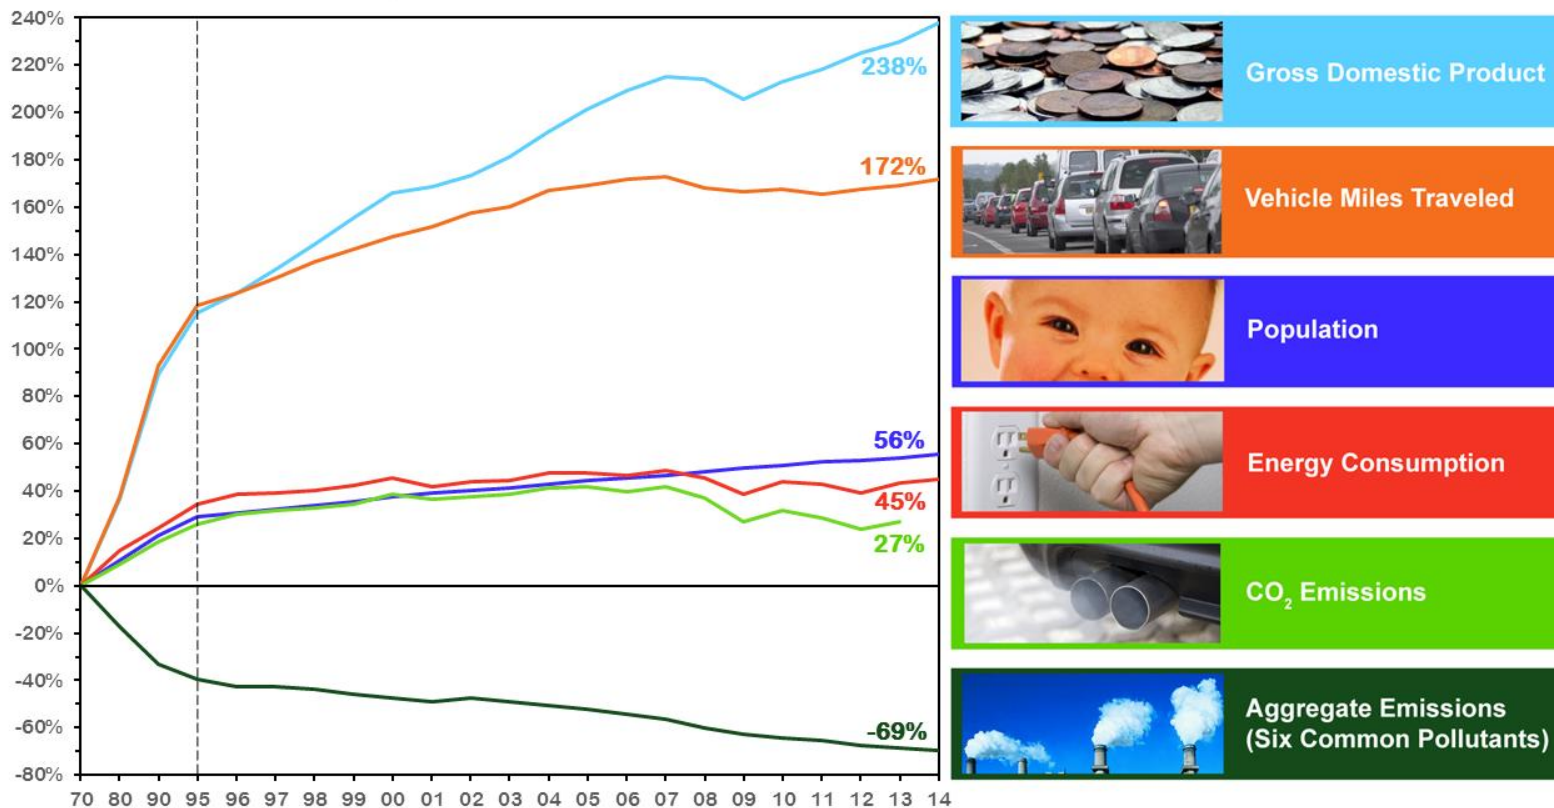 240%
220%
200%
180%
160%
140%
120%
100%
80%
60%
40%
20%
0%
-20%
-40%
-60%
-80%
70 80 90 95 96 97 98 99 00 01 02 03 04 05 06 07 08 09 10 11 12 13 14
238%
172%
56%
45%
27%
-69%
Gross Domestic Product
Vehicle Miles Traveled
Population
Energy Consumption
CO₂ Emissions
Aggregate Emissions
(Six Common Pollutants)